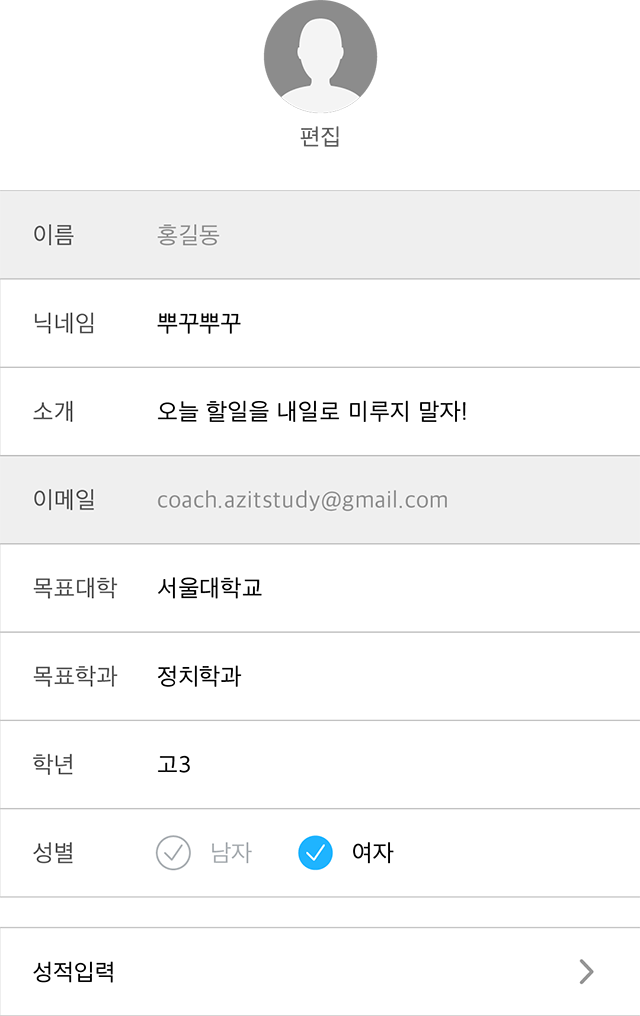 편집
이름 홍길동
닉네임 뿌꾸뿌꾸
소개 오늘 할일을 내일로 미루지 말자!
이메일 coach.azitstudy@gmail.com
목표대학 서울대학교
목표학과 정치학과
학년 고3
성별 남자 여자
성적입력